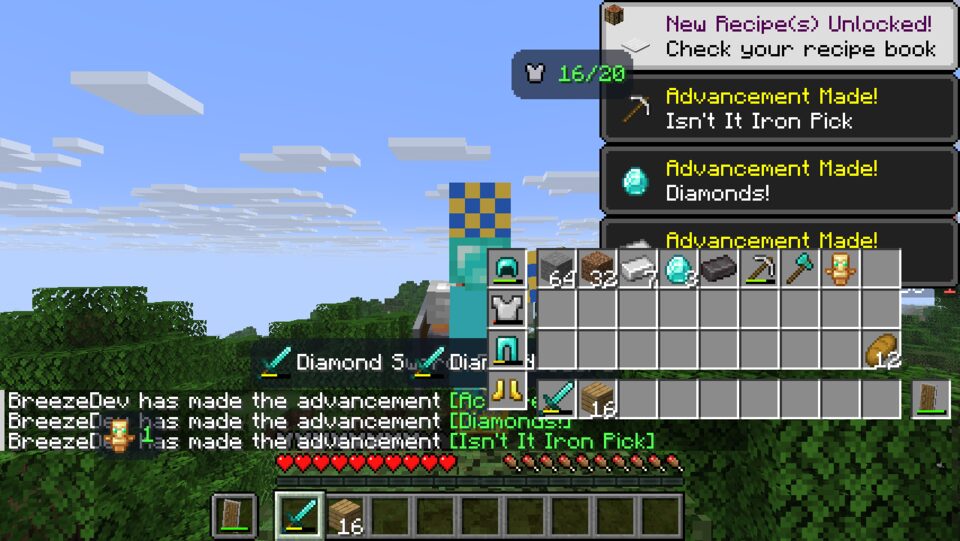 New Recipe(s) Unlocked!
Check your recipe book
16/20
Advancement Made!
Isn't It Iron Pick
Advancement Made!
Diamonds!
Advancement Made!
64 32 7 3
12
Diamond
BreezeDev has made the advancement
16
BreezeDev has made the advancement [Diamonds!]
BreezeDev has made the advancement [Isn't It Iron Pick]
1
16